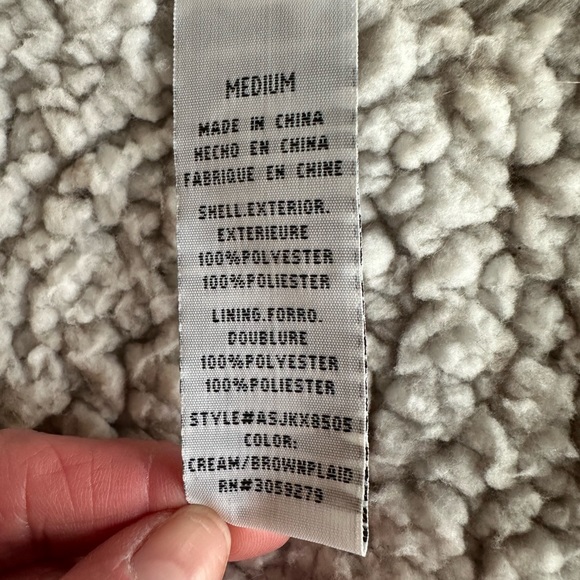 MEDIUM
MADE IN CHINA
HECHO EN CHINA
FABRIQUE EN CHINE
SHELL.EXTERIOR.
EXTERIEURE
100%POLYESTER
100%POLIESTER
LINING.FORRO.
DOUBLURE
100%POLYESTER
100%POLIESTER
STYLE#ASJKX8505
COLOR:
CREAM/BROWNPLAID
RN#3059279